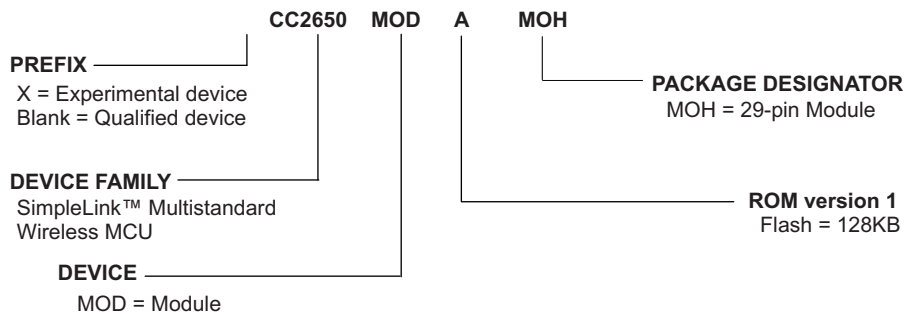 CC2650 MOD A MOH
PREFIX
X = Experimental device
Blank = Qualified device
PACKAGE DESIGNATOR
MOH = 29-pin Module
DEVICE FAMILY
SimpleLink™ Multistandard
Wireless MCU
ROM version 1
Flash = 128KB
DEVICE
MOD = Module